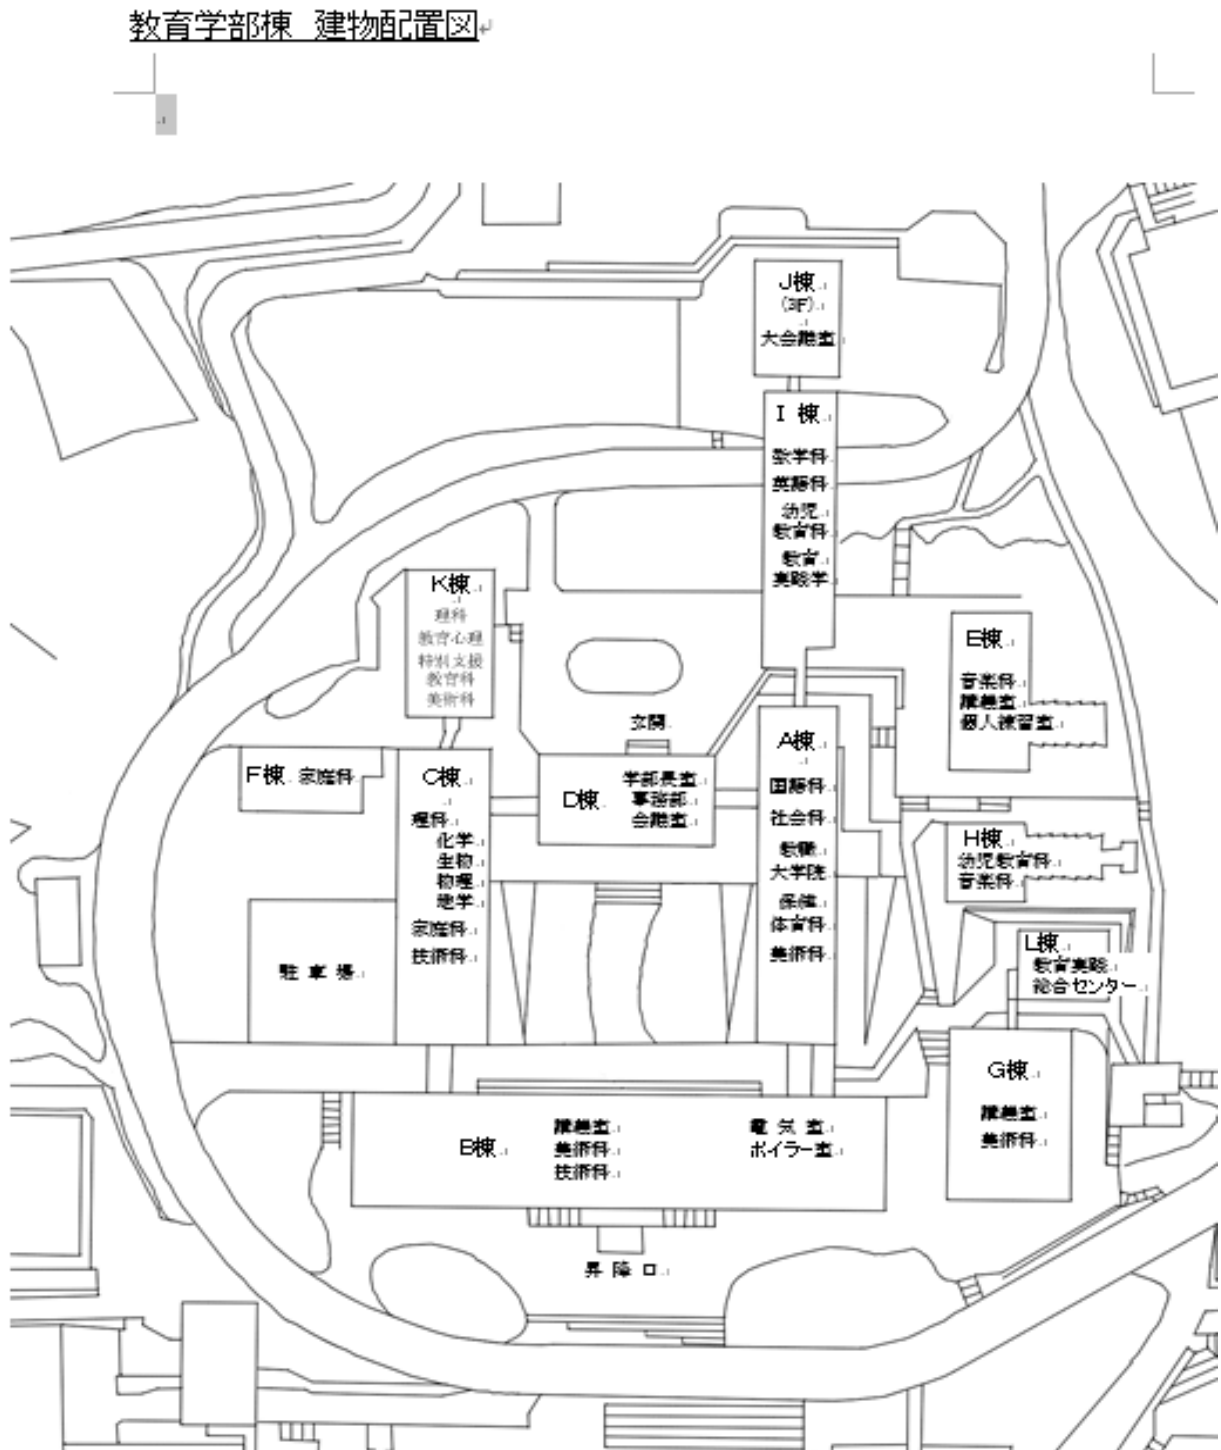 教育学部棟 建物配置図
J棟
(3F)
大会議室
I 棟
数学科
英語科
幼児
教育科
教育
実践学
K棟
理科
教育心理
特別支援
教育科
美術科
E棟
音楽科
講義室
個人練習室
玄関
A棟
国語科
社会科
教職
大学院
保健
体育科
美術科
F棟 家庭科
C棟
理科
化学
生物
物理
地学
家庭科
技術科
D棟
学部長室
事務部
会議室
H棟
幼児教育科
音楽科
L棟
教育実践
総合センター
駐 車 場
G棟
講義室
美術科
B棟
講義室
美術科
技術科
電 気 室
ボイラー室
昇 降 口